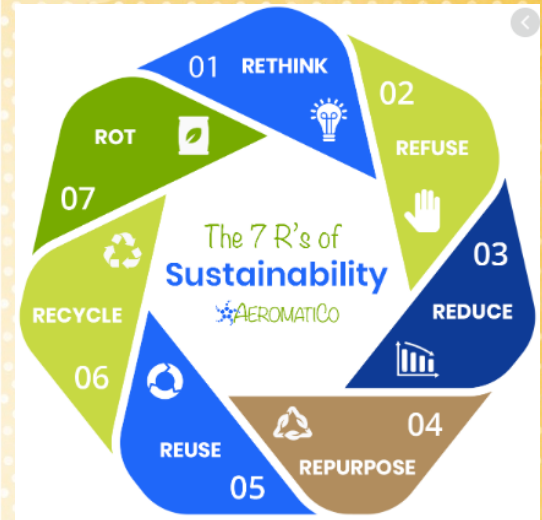 01 RETHINK
02
REFUSE
03
REDUCE
04
REPURPOSE
05
REUSE
06
RECYCLE
07
ROT
The 7 R's of
Sustainability
AEROMATICO